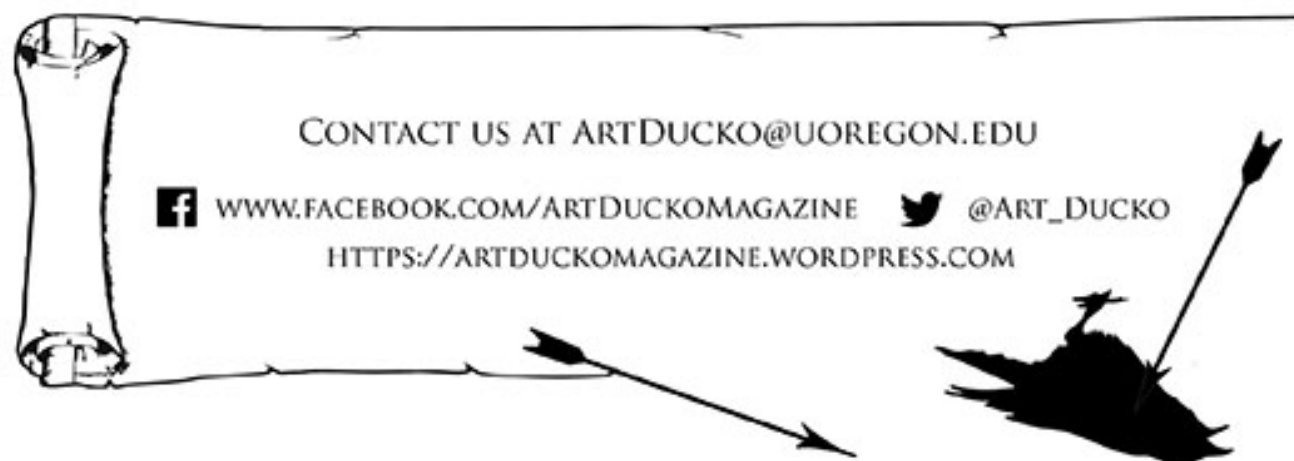 Contact us at ArtDucko@uoregon.edu
www.facebook.com/ArtDuckoMagazine @Art_Ducko
https://artduckomagazine.wordpress.com